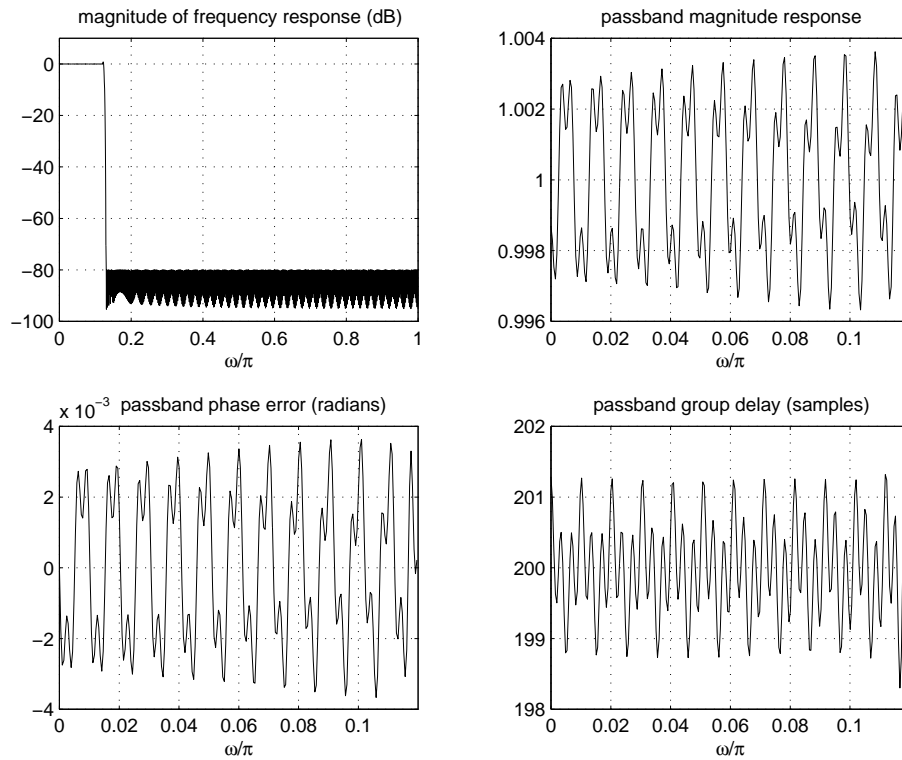 magnitude of frequency response (dB)
0
−20
−40
−60
−80
−100
0 0.2 0.4 0.6 0.8 1
ω/π
passband magnitude response
1.004
1.002
1
0.998
0.996
0 0.02 0.04 0.06 0.08 0.1
ω/π
x 10−3
passband phase error (radians)
4
2
0
−2
−4
0 0.02 0.04 0.06 0.08 0.1 0.12
ω/π
passband group delay (samples)
202
201
200
199
198
0 0.02 0.04 0.06 0.08 0.1
ω/π